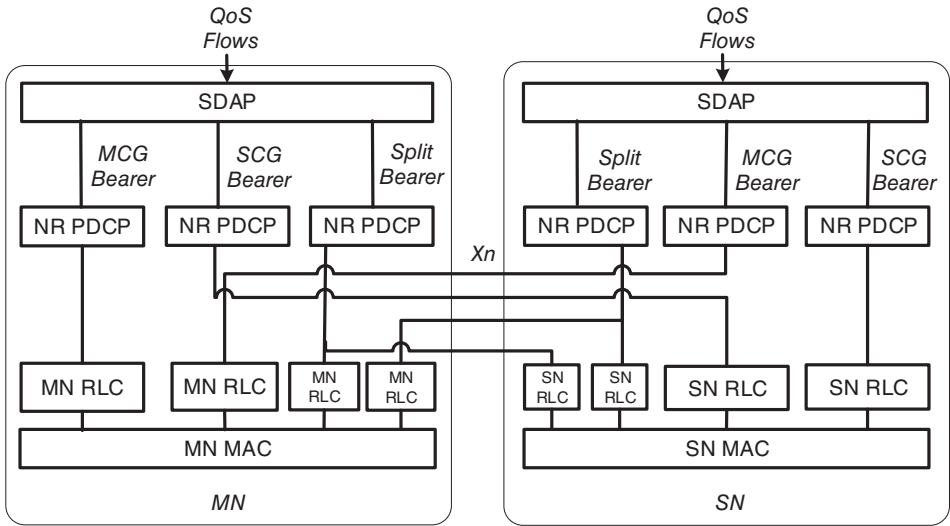 QoS
Flows
QoS
Flows
SDAP
SDAP
MCG
Bearer
SCG
Bearer
Split
Bearer
Split
Bearer
MCG
Bearer
SCG
Bearer
NR PDCP
NR PDCP
NR PDCP
NR PDCP
NR PDCP
NR PDCP
Xn
MN RLC
MN RLC
MN
RLC
MN
RLC
SN
RLC
SN
RLC
SN RLC
SN RLC
MN MAC
SN MAC
MN
SN